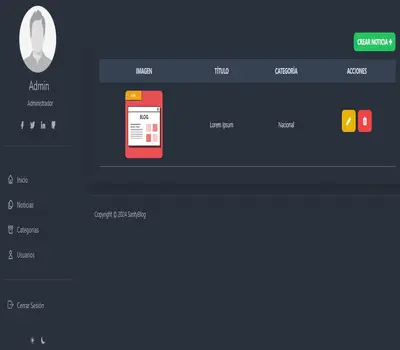 Admin
Administrador
Inicio
Noticias
Categorías
Usuarios
Cerrar Sesión
CREAR NOTICIA
IMAGEN TÍTULO CATEGORÍA ACCIONES
BLOG
Lorem Ipsum Nacional
Copyright © 2024 SaitlyBlog